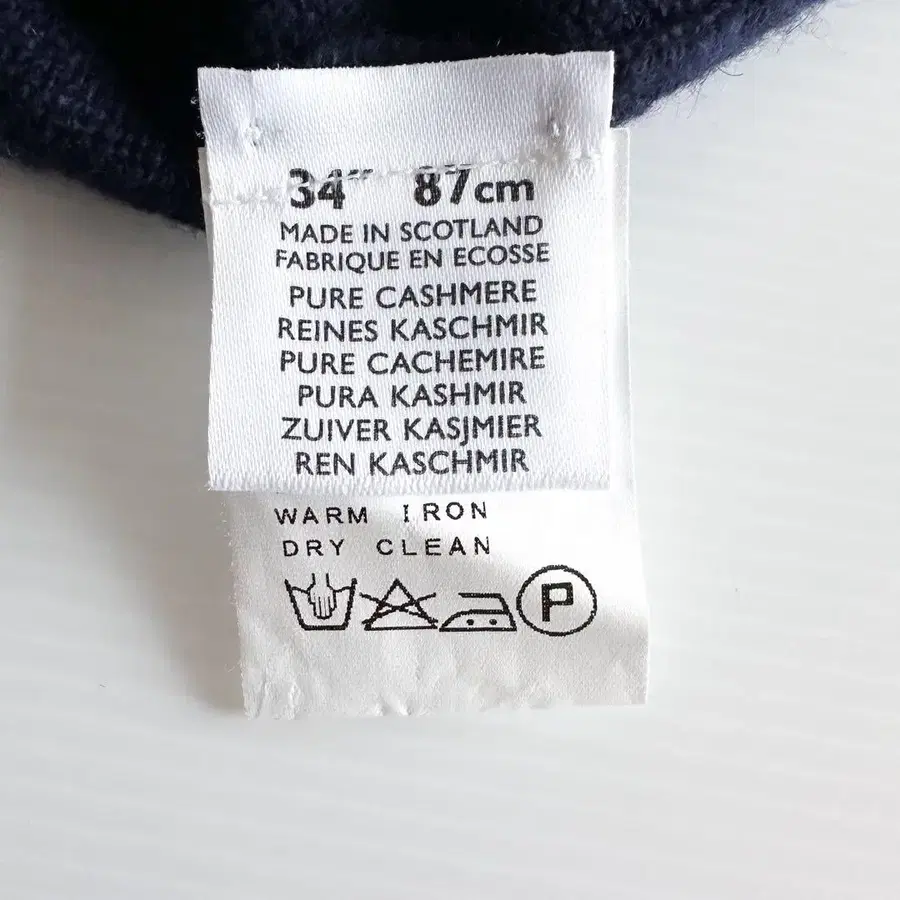 34" 87cm
MADE IN SCOTLAND
FABRIQUE EN ECOSSE
PURE CASHMERE
REINES KASCHMIR
PURE CACHEMIRE
PURA KASHMIR
ZUIVER KASJMIER
REN KASCHMIR
WARM IRON
DRY CLEAN
P